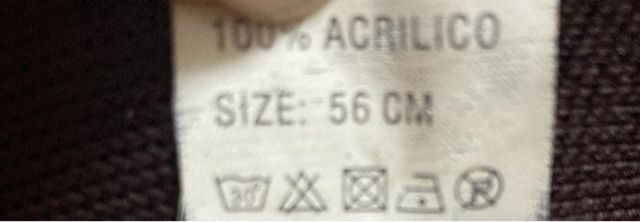 100% ACRILICO
SIZE: 56 CM